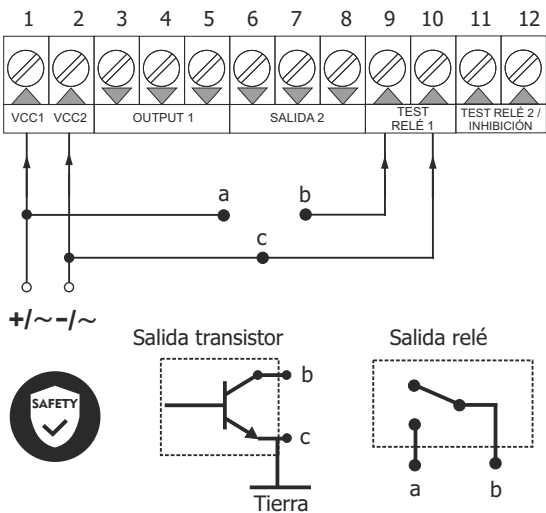 1 2 3 4 5 6 7 8 9 10 11 12
VCC1 VCC2 OUTPUT 1 SALIDA 2 TEST RELÉ 1 TEST RELÉ 2 / INHIBICIÓN
a b
c
+/~ -/~
Salida transistor Salida relé
SAFETY
b
c
a b
Tierra